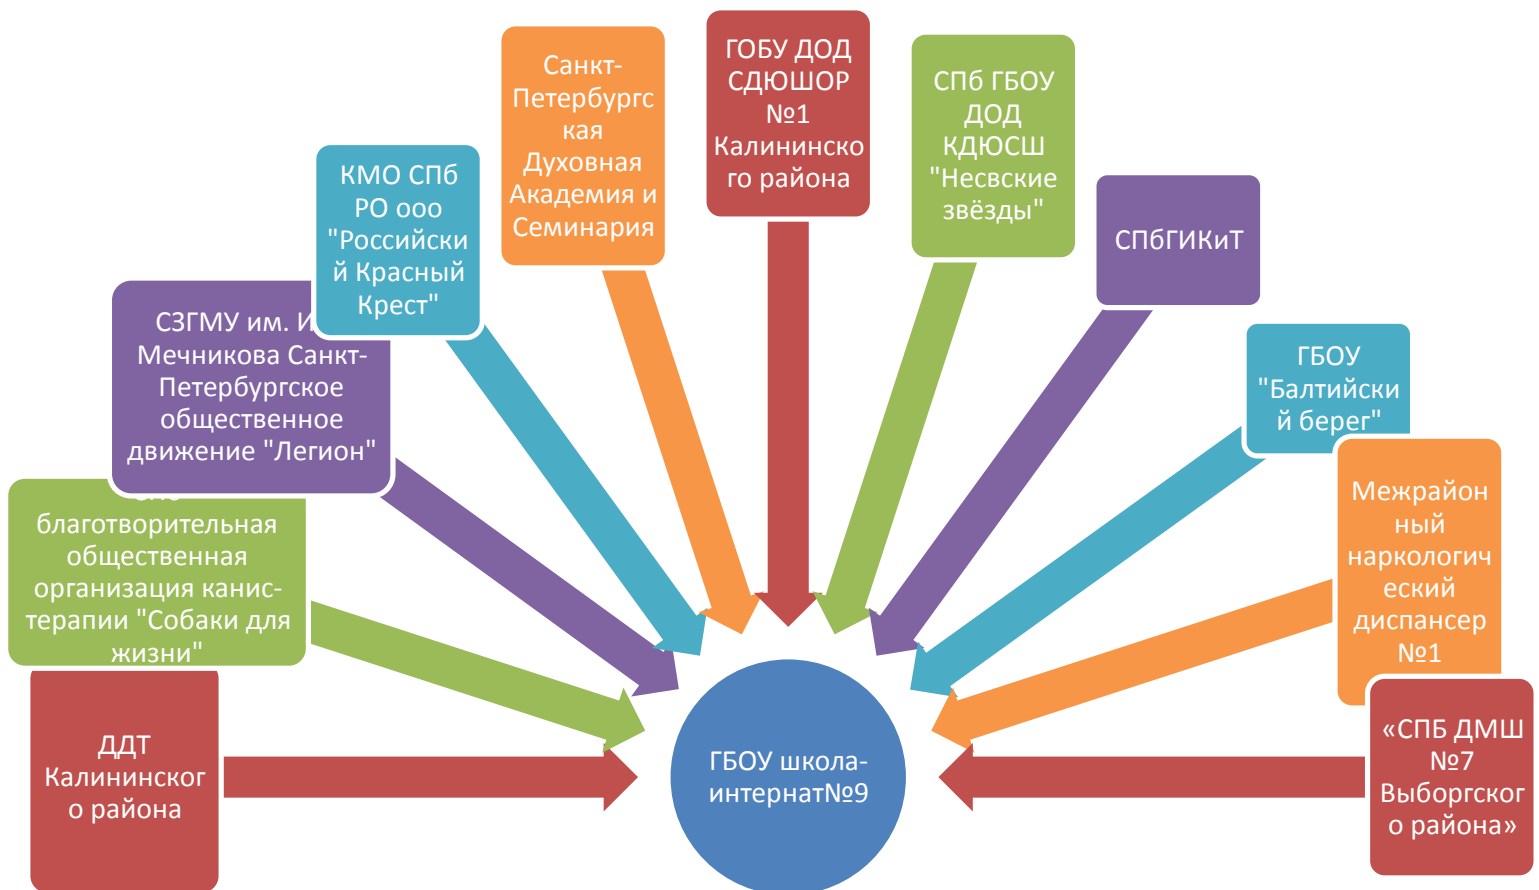 ДДТ
Калининског
о района
благотворительная
общественная
организация канис-
терапии "Собаки для
жизни"
СЗГМУ им. И
Мечникова Санкт-
Петербургское
общественное
движение "Легион"
КМО СПб
РО ооо
"Российски
й Красный
Крест"
Санкт-
Петербургс
кая
Духовная
Академия и
Семинария
ГОБУ ДОД
СДЮШОР
№1
Калининско
го района
СПб ГБОУ
ДОД
КДЮСШ
"Несвские
звёзды"
СПбГИКиТ
ГБОУ
"Балтийски
й берег"
Межрайон
ный
наркологич
еский
диспансер
№1
«СПБ ДМШ
№7
Выборгског
о района»
ГБОУ школа-
интернат№9